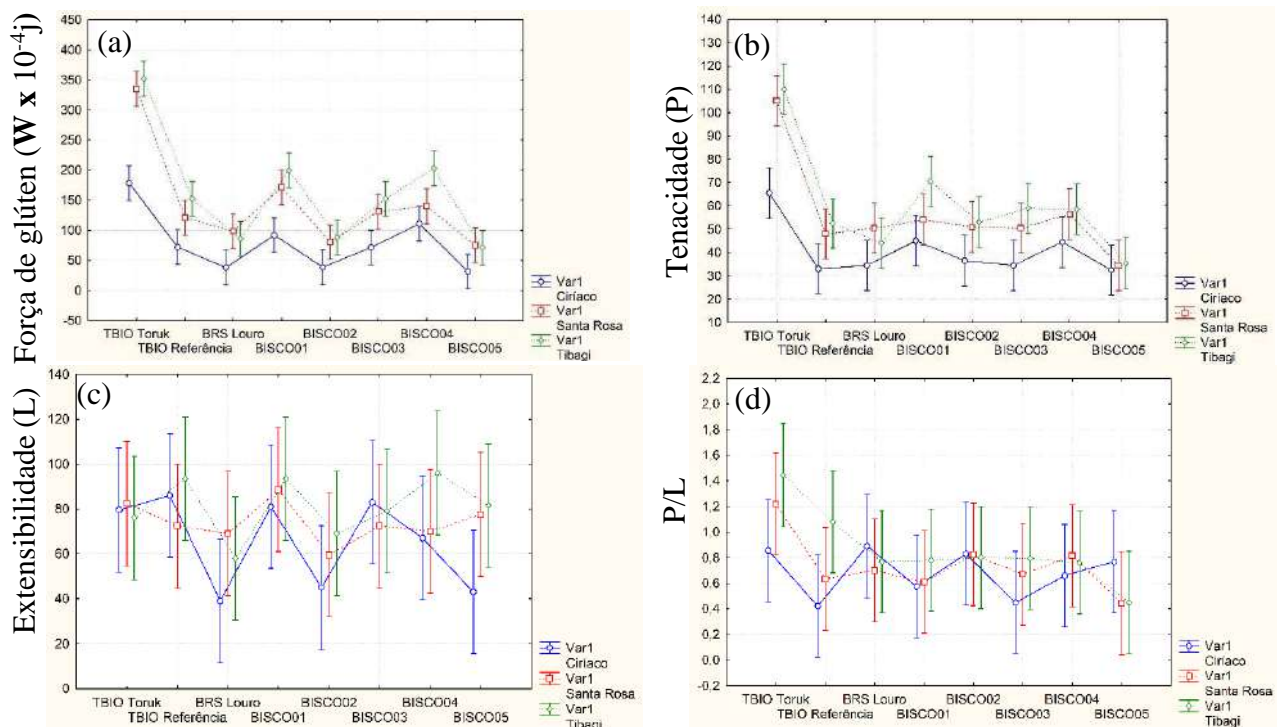 (a)
Força de glúten (W x 10⁻⁴j)
450
400
350
300
250
200
150
100
50
0
-50
TBIO Toruk
TBIO Referência
BRS Louro
BISCO01
BISCO02
BISCO03
BISCO04
BISCO05
Var1
Ciríaco
Var1
Santa Rosa
Var1
Tibagi
(b)
Tenacidade (P)
140
130
120
110
100
90
80
70
60
50
40
30
20
10
TBIO Toruk
TBIO Referência
BRS Louro
BISCO01
BISCO02
BISCO03
BISCO04
BISCO05
Var1
Ciríaco
Var1
Santa Rosa
Var1
Tibagi
(c)
Extensibilidade (L)
140
120
100
80
60
40
20
0
TBIO Toruk
TBIO Referência
BRS Louro
BISCO01
BISCO02
BISCO03
BISCO04
BISCO05
Var1
Ciríaco
Var1
Santa Rosa
Var1
Tibagi
(d)
P/L
2,2
2,0
1,8
1,6
1,4
1,2
1,0
0,8
0,6
0,4
0,2
0,0
-0,2
TBIO Toruk
TBIO Referência
BRS Louro
BISCO01
BISCO02
BISCO03
BISCO04
BISCO05
Var1
Ciríaco
Var1
Santa Rosa
Var1
Tibagi